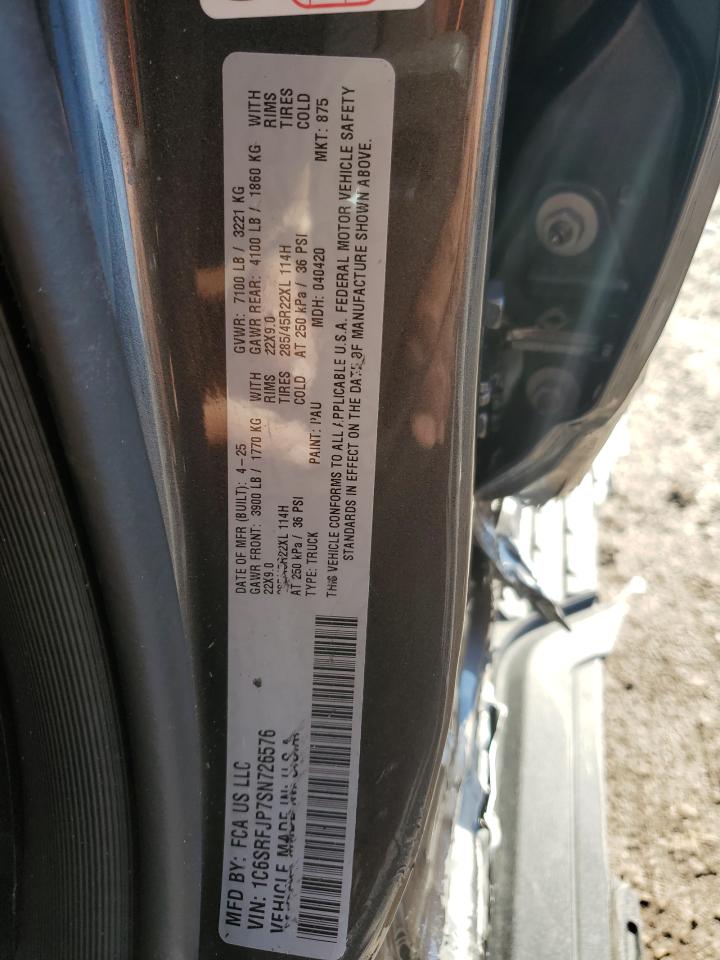 MFD BY: FCA US LLC
VIN: 1C6SRFJP7SN726576
VEHICLE MADE IN U.S.A
DATE OF MFR (BUILT): 4-25 GVWR: 7100 LB / 3221 KG
GAWR FRONT: 3900 LB / 1770 KG WITH GAWR REAR: 4100 LB / 1860 KG WITH
22X9.0 RIMS 22X9.0 RIMS
114H TIRES 285/45R22XL 114H TIRES
AT 250 kPa / 36 PSI COLD AT 250 kPa / 36 PSI COLD
TYPE: TRUCK PAINT: PAU MDH: 040420 MKT: 875
THIS VEHICLE CONFORMS TO ALL APPLICABLE U.S.A. FEDERAL MOTOR VEHICLE SAFETY
STANDARDS IN EFFECT ON THE DATE OF MANUFACTURE SHOWN ABOVE.